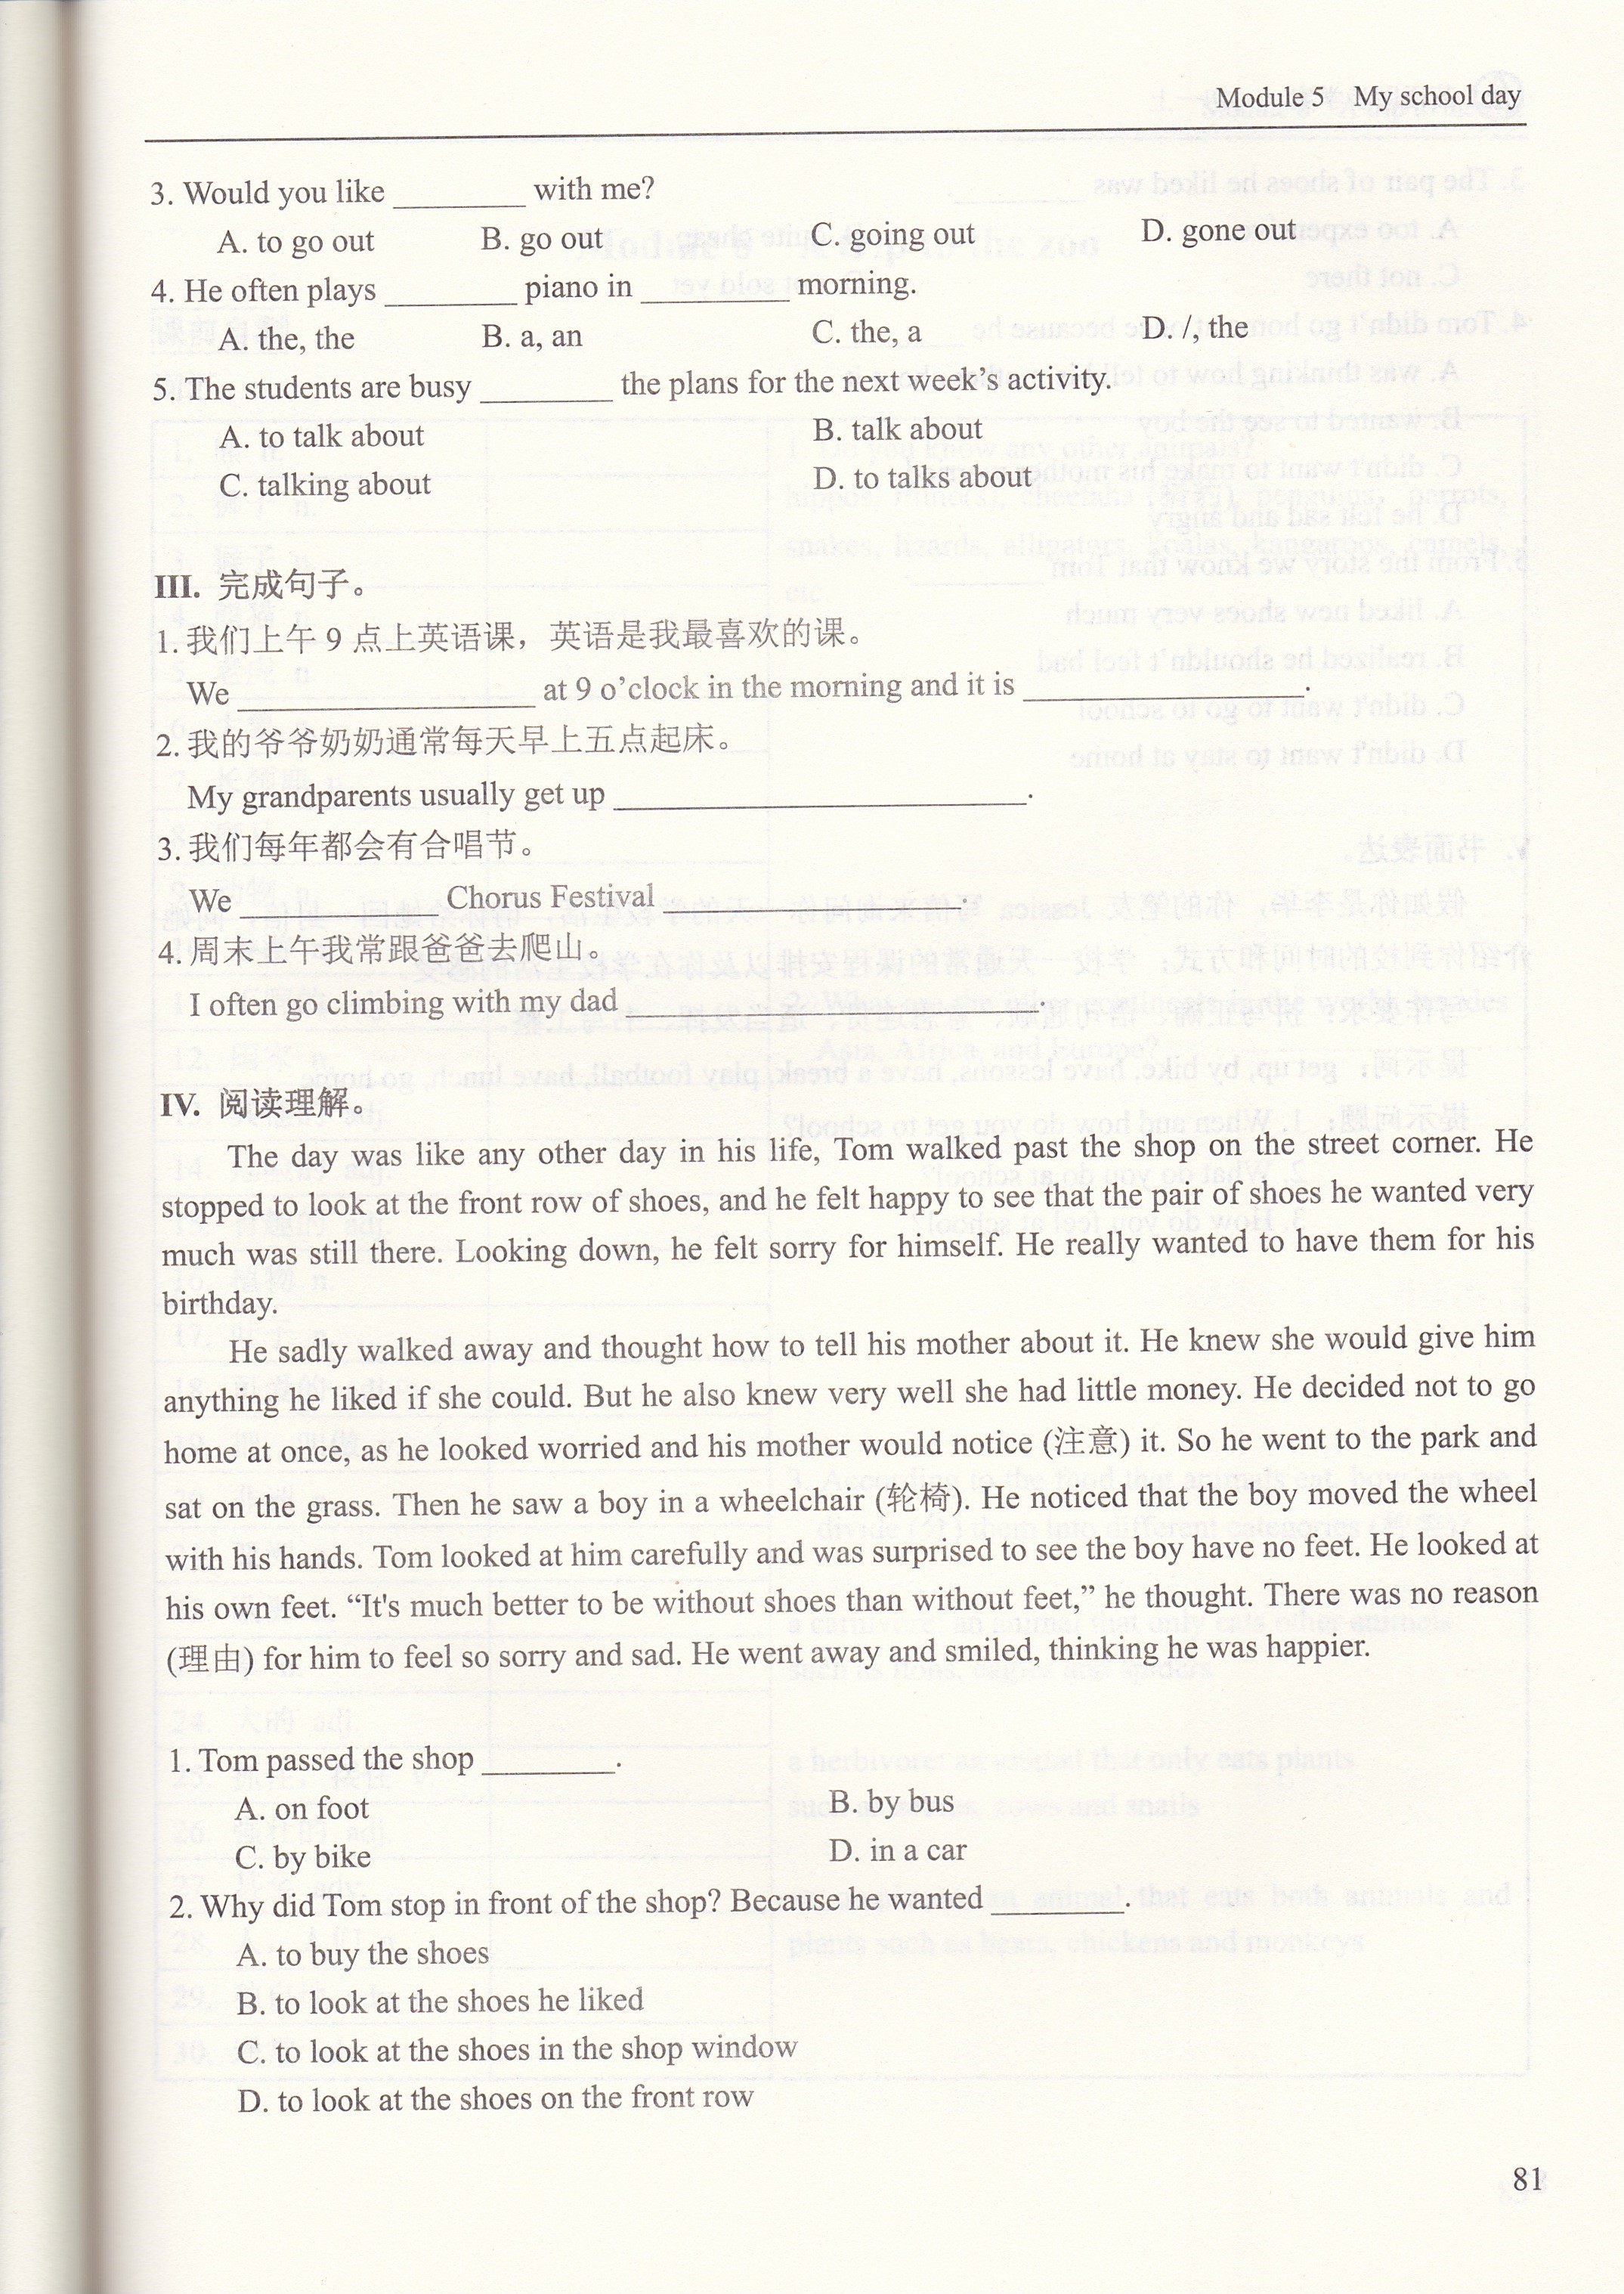 Module 5 My school day
3. Would you like ________ with me?
A. to go out B. go out C. going out D. gone out
4. He often plays ________ piano in _________ morning.
A. the, the B. a, an C. the, a D. /, the
5. The students are busy ________ the plans for the next week's activity.
A. to talk about B. talk about
C. talking about D. to talks about
III. 完成句子。
1. 我们上午 9 点上英语课，英语是我最喜欢的课。
We __________________ at 9 o'clock in the morning and it is _________________.
2. 我的爷爷奶奶通常每天早上五点起床。
My grandparents usually get up _________________________.
3. 我们每年都会有合唱节。
We ____________ Chorus Festival __________________.
4. 周末上午我常跟爸爸去爬山。
I often go climbing with my dad _________________________.
IV. 阅读理解。
The day was like any other day in his life, Tom walked past the shop on the street corner. He
stopped to look at the front row of shoes, and he felt happy to see that the pair of shoes he wanted very
much was still there. Looking down, he felt sorry for himself. He really wanted to have them for his
birthday.
He sadly walked away and thought how to tell his mother about it. He knew she would give him
anything he liked if she could. But he also knew very well she had little money. He decided not to go
home at once, as he looked worried and his mother would notice (注意) it. So he went to the park and
sat on the grass. Then he saw a boy in a wheelchair (轮椅). He noticed that the boy moved the wheel
with his hands. Tom looked at him carefully and was surprised to see the boy have no feet. He looked at
his own feet. “It's much better to be without shoes than without feet,” he thought. There was no reason
(理由) for him to feel so sorry and sad. He went away and smiled, thinking he was happier.
1. Tom passed the shop ________.
A. on foot B. by bus
C. by bike D. in a car
2. Why did Tom stop in front of the shop? Because he wanted ________.
A. to buy the shoes
B. to look at the shoes he liked
C. to look at the shoes in the shop window
D. to look at the shoes on the front row
81